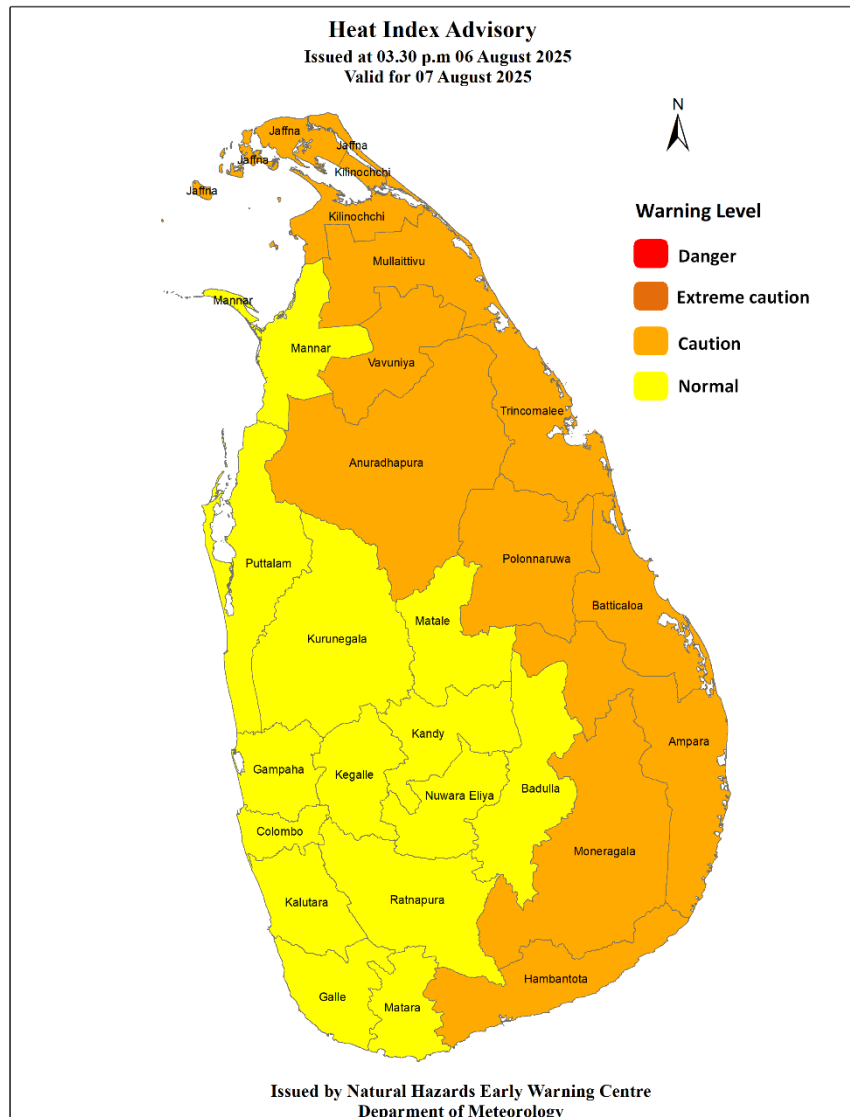 Heat Index Advisory
Issued at 03.30 p.m 06 August 2025
Valid for 07 August 2025
N
Jaffna
Jaffna
Jaffna
Kilinochchi
Jaffna
Kilinochchi
Warning Level
Mullaittivu
Danger
Extreme caution
Mannar
Mannar
Caution
Vavuniya
Normal
Trincomalee
Anuradhapura
Polonnaruwa
Puttalam
Batticaloa
Matale
Kurunegala
Kandy
Ampara
Gampaha
Kegalle
Nuwara Eliya
Badulla
Colombo
Moneragala
Kalutara
Ratnapura
Hambantota
Galle
Matara
Issued by Natural Hazards Early Warning Centre
Deparment of Meteorology